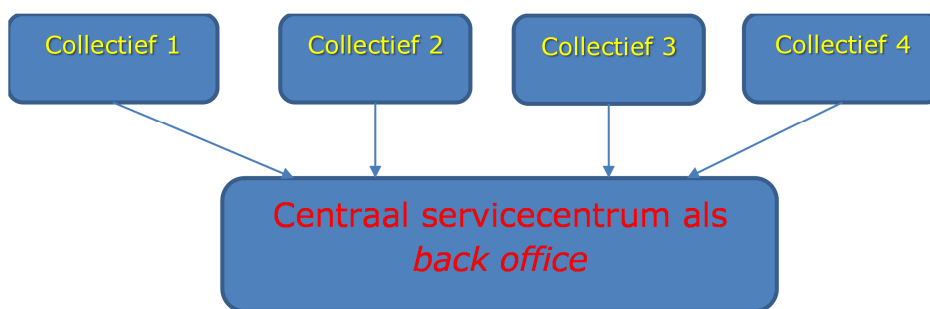 Collectief 1
Collectief 2
Collectief 3
Collectief 4
Centraal servicecentrum als
back office